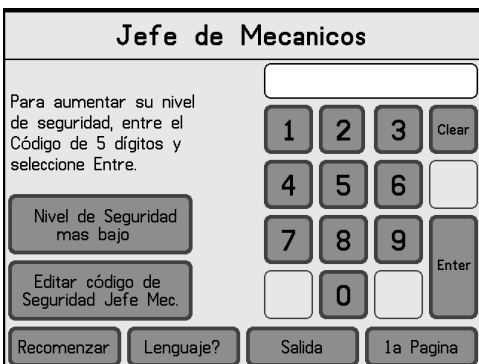 Jefe de Mecanicos
Para aumentar su nivel
de seguridad, entre el
Código de 5 dígitos y
seleccione Entre.
1 2 3 Clear
4 5 6
Nivel de Seguridad
mas bajo
7 8 9
Enter
Editar código de
Seguridad Jefe Mec.
0
Recomenzar Lenguaje? Salida 1a Pagina